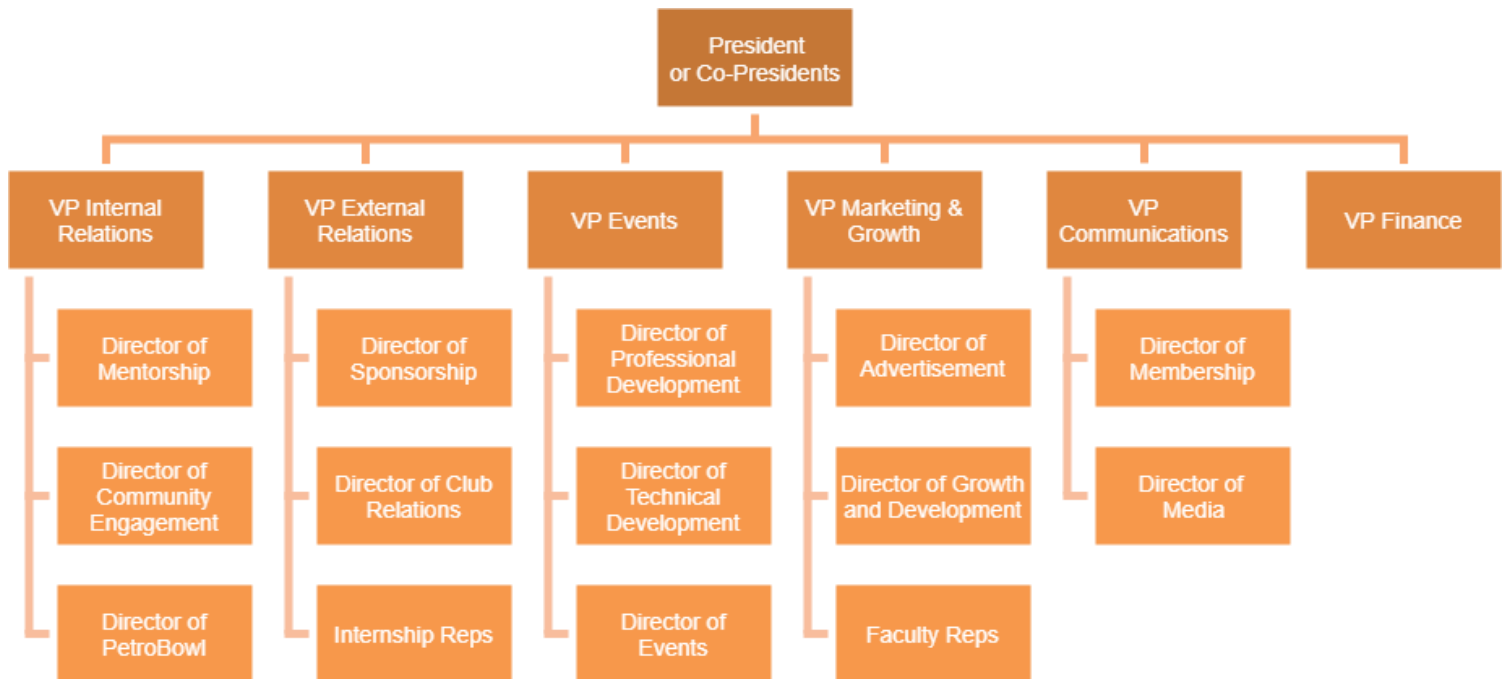 President
or Co-Presidents
VP Internal
Relations
VP External
Relations
VP Events
VP Marketing &
Growth
VP
Communications
VP Finance
Director of
Mentorship
Director of
Sponsorship
Director of
Professional
Development
Director of
Advertisement
Director of
Membership
Director of
Community
Engagement
Director of Club
Relations
Director of
Technical
Development
Director of Growth
and Development
Director of
Media
Director of
PetroBowl
Internship Reps
Director of
Events
Faculty Reps